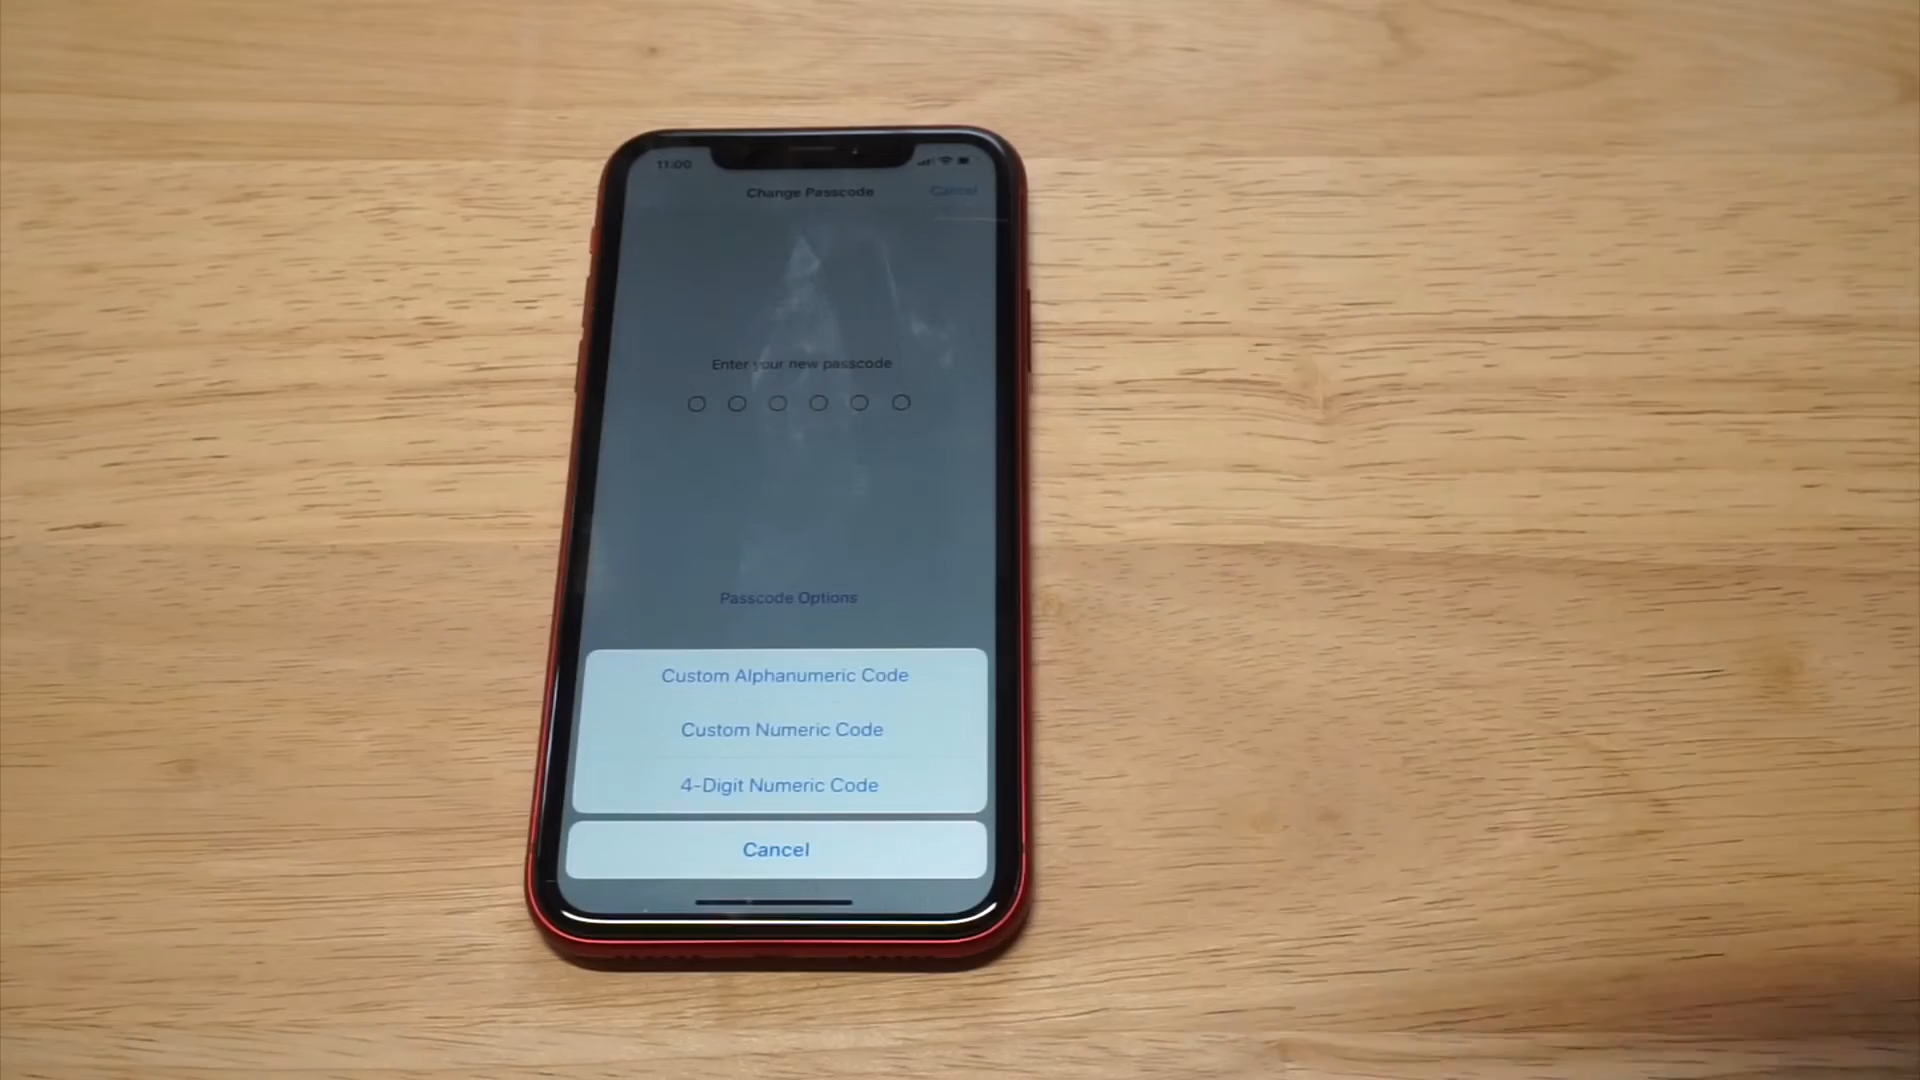 11:00
Change Passcode
Cancel
Enter your new passcode
Passcode Options
Custom Alphanumeric Code
Custom Numeric Code
4-Digit Numeric Code
Cancel